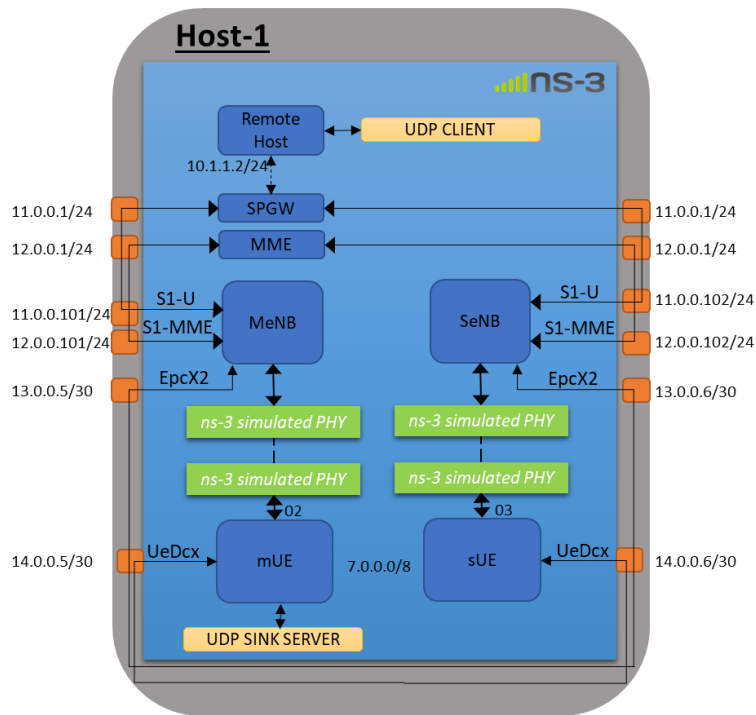 Host-1
ns-3
Remote
Host
UDP CLIENT
10.1.1.2/24
11.0.0.1/24
SPGW
11.0.0.1/24
12.0.0.1/24
MME
12.0.0.1/24
S1-U
S1-U
11.0.0.101/24
MeNB
SeNB
11.0.0.102/24
S1-MME
S1-MME
12.0.0.101/24
12.0.0.102/24
EpcX2
EpcX2
13.0.0.5/30
13.0.0.6/30
ns-3 simulated PHY
ns-3 simulated PHY
ns-3 simulated PHY
ns-3 simulated PHY
02
03
UeDcx
UeDcx
14.0.0.5/30
mUE
7.0.0.0/8
sUE
14.0.0.6/30
UDP SINK SERVER